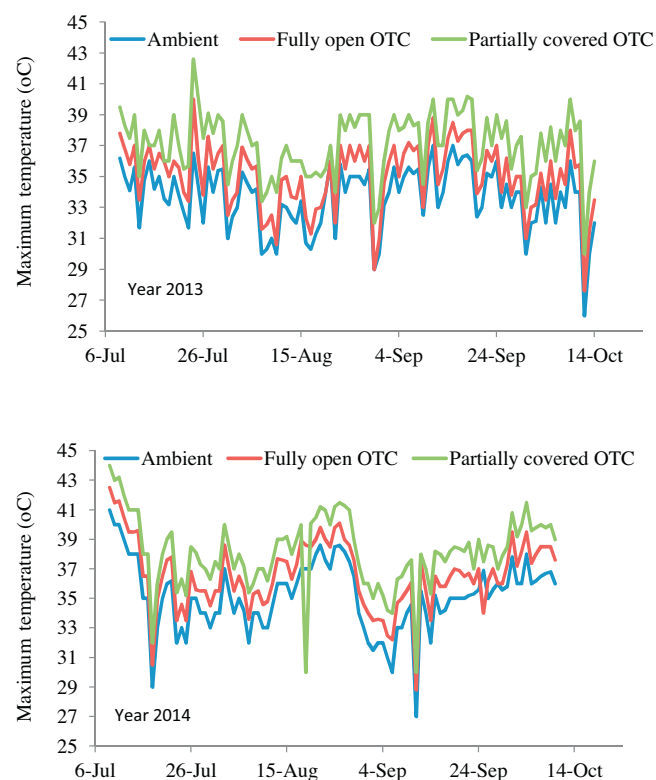 45
43
41
39
37
35
33
31
29
27
25
Maximum temperature (oC)
Ambient Fully open OTC Partially covered OTC
Year 2013
6-Jul 26-Jul 15-Aug 4-Sep 24-Sep 14-Oct
45
43
41
39
37
35
33
31
29
27
25
Maximum temperature (oC)
Ambient Fully open OTC Partially covered OTC
Year 2014
6-Jul 26-Jul 15-Aug 4-Sep 24-Sep 14-Oct